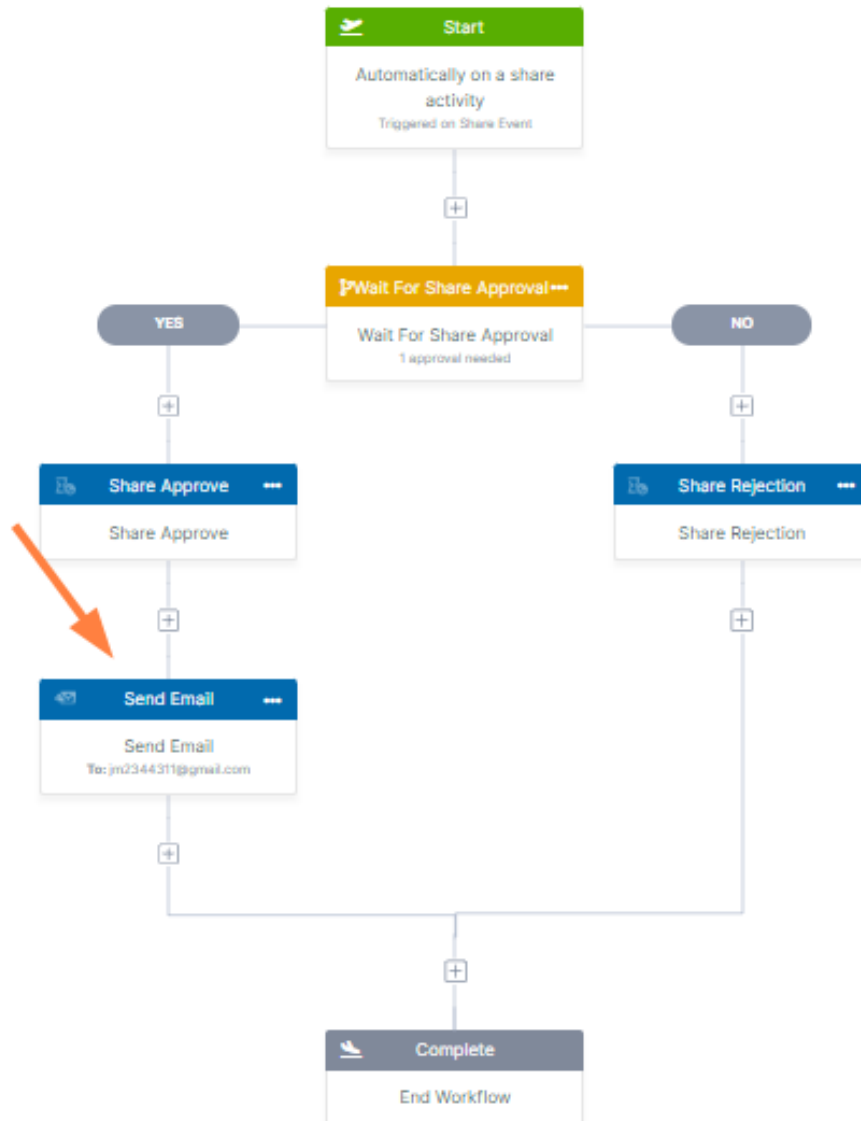 Start
Automatically on a share
activity
Triggered on Share Event
Wait For Share Approval
YES
NO
Wait For Share Approval
1 approval needed
Share Approve
Share Rejection
Share Approve
Share Rejection
Send Email
Send Email
To: jm2344311@gmail.com
Complete
End Workflow